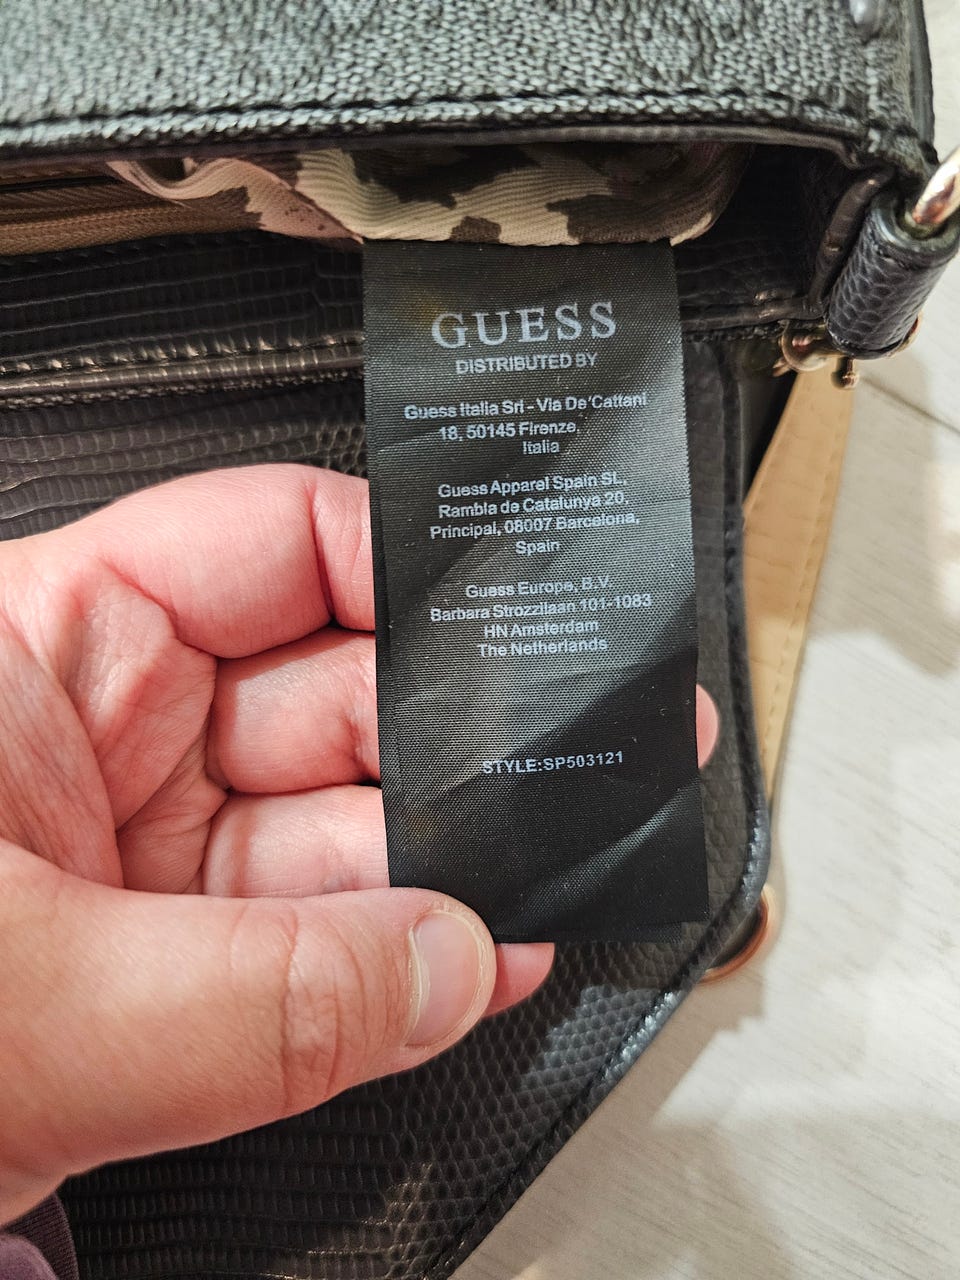 GUESS
DISTRIBUTED BY
Guess Italia Srl - Via De'Cattani
18, 50145 Firenze,
Italia
Guess Apparel Spain SL,
Rambla de Catalunya 20,
Principal, 08007 Barcelona,
Spain
Guess Europe, B.V.
Barbara Strozzilaan 101-1083
HN Amsterdam
The Netherlands
STYLE:SP503121